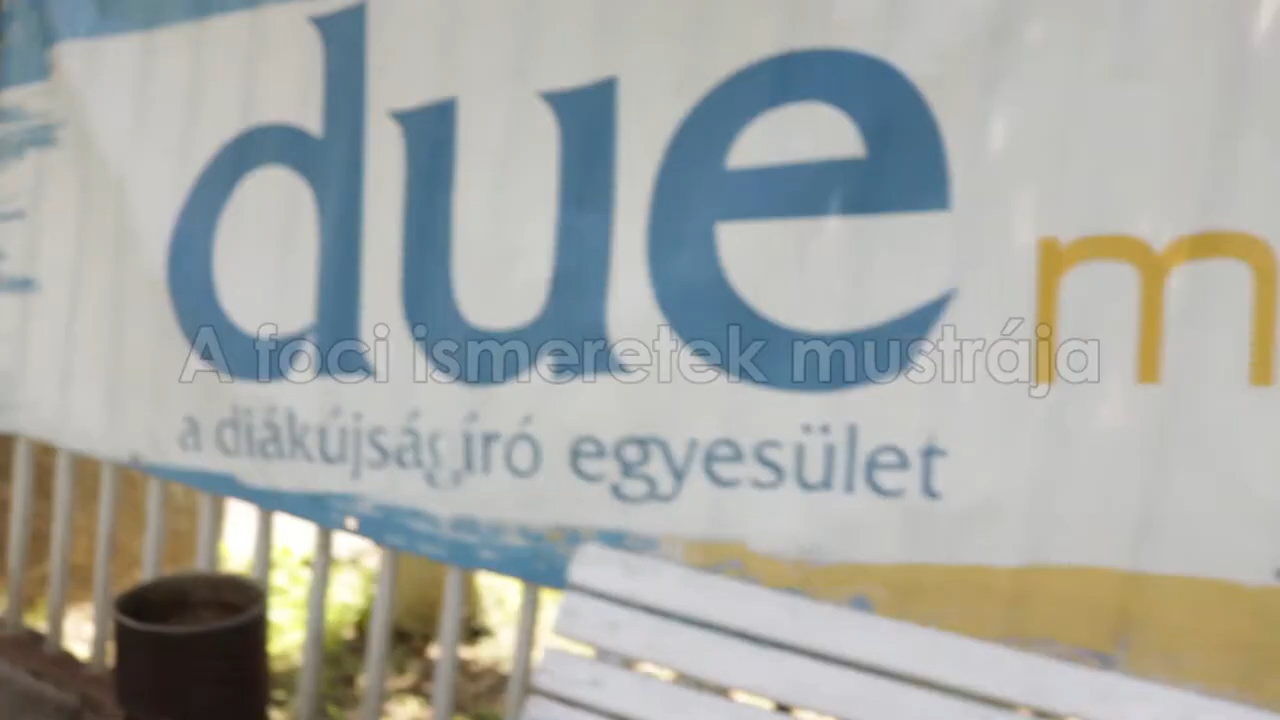 due m
A foci ismeretek mustrája
a diákújságíró egyesület